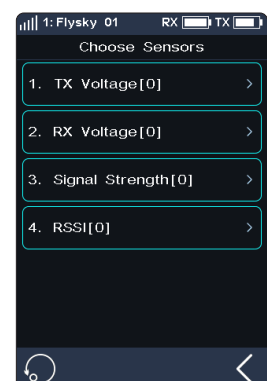 1: Flysky 01 RX TX
Choose Sensors
1. TX Voltage[0]
2. RX Voltage[0]
3. Signal Strength[0]
4. RSSI[0]